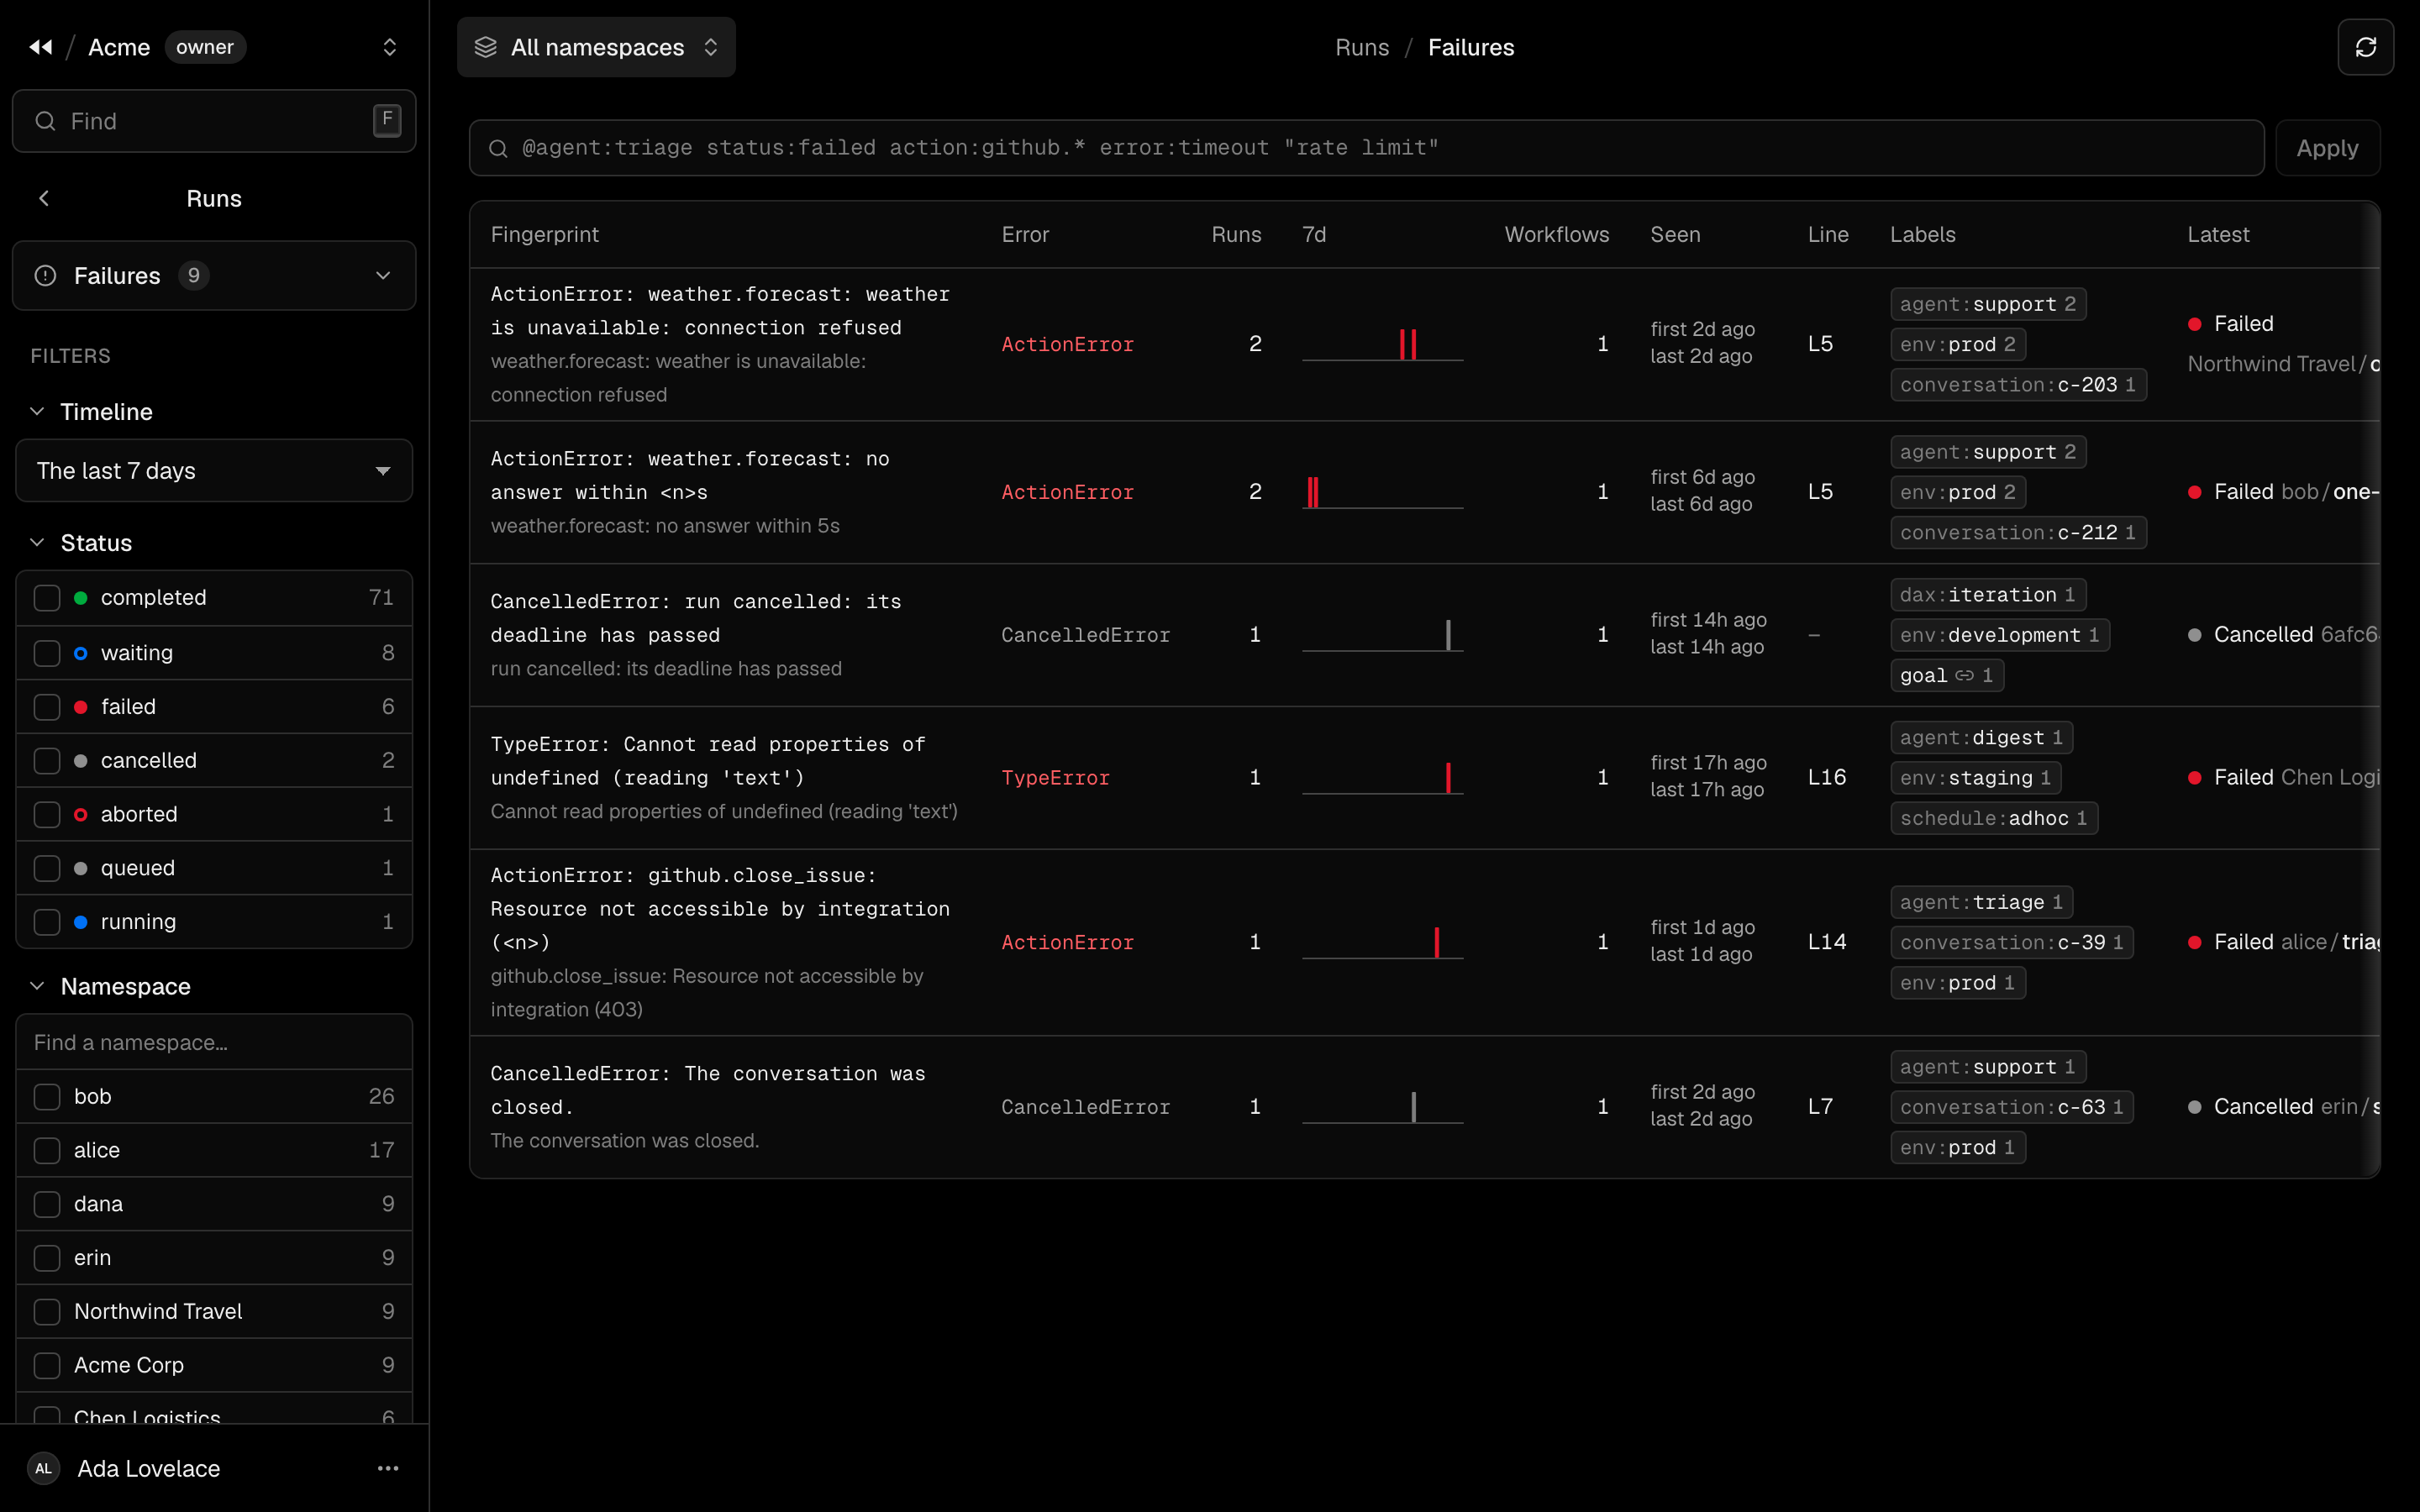 / Acme owner
Find F
Runs
Failures 9
FILTERS
Timeline
The last 7 days
Status
completed 71
waiting 8
failed 6
cancelled 2
aborted 1
queued 1
running 1
Namespace
Find a namespace…
bob 26
alice 17
dana 9
erin 9
Northwind Travel 9
Acme Corp 9
Chen Logistics 6
AL Ada Lovelace
All namespaces
Runs / Failures
@agent:triage status:failed action:github.* error:timeout "rate limit"
Apply
Fingerprint Error Runs 7d Workflows Seen Line Labels Latest
ActionError: weather.forecast: weather
is unavailable: connection refused
weather.forecast: weather is unavailable:
connection refused
ActionError
2
1
first 2d ago
last 2d ago
L5
agent:support 2
env:prod 2
conversation:c-203 1
Failed
Northwind Travel/
ActionError: weather.forecast: no
answer within <n>s
weather.forecast: no answer within 5s
ActionError
2
1
first 6d ago
last 6d ago
L5
agent:support 2
env:prod 2
conversation:c-212 1
Failed bob/one-
CancelledError: run cancelled: its
deadline has passed
run cancelled: its deadline has passed
CancelledError
1
1
first 14h ago
last 14h ago
–
dax:iteration 1
env:development 1
goal 1
Cancelled 6afc6
TypeError: Cannot read properties of
undefined (reading 'text')
Cannot read properties of undefined (reading 'text')
TypeError
1
1
first 17h ago
last 17h ago
L16
agent:digest 1
env:staging 1
schedule:adhoc 1
Failed Chen Logi
ActionError: github.close_issue:
Resource not accessible by integration
(<n>)
github.close_issue: Resource not accessible by
integration (403)
ActionError
1
1
first 1d ago
last 1d ago
L14
agent:triage 1
conversation:c-39 1
env:prod 1
Failed alice/tria
CancelledError: The conversation was
closed.
The conversation was closed.
CancelledError
1
1
first 2d ago
last 2d ago
L7
agent:support 1
conversation:c-63 1
env:prod 1
Cancelled erin/